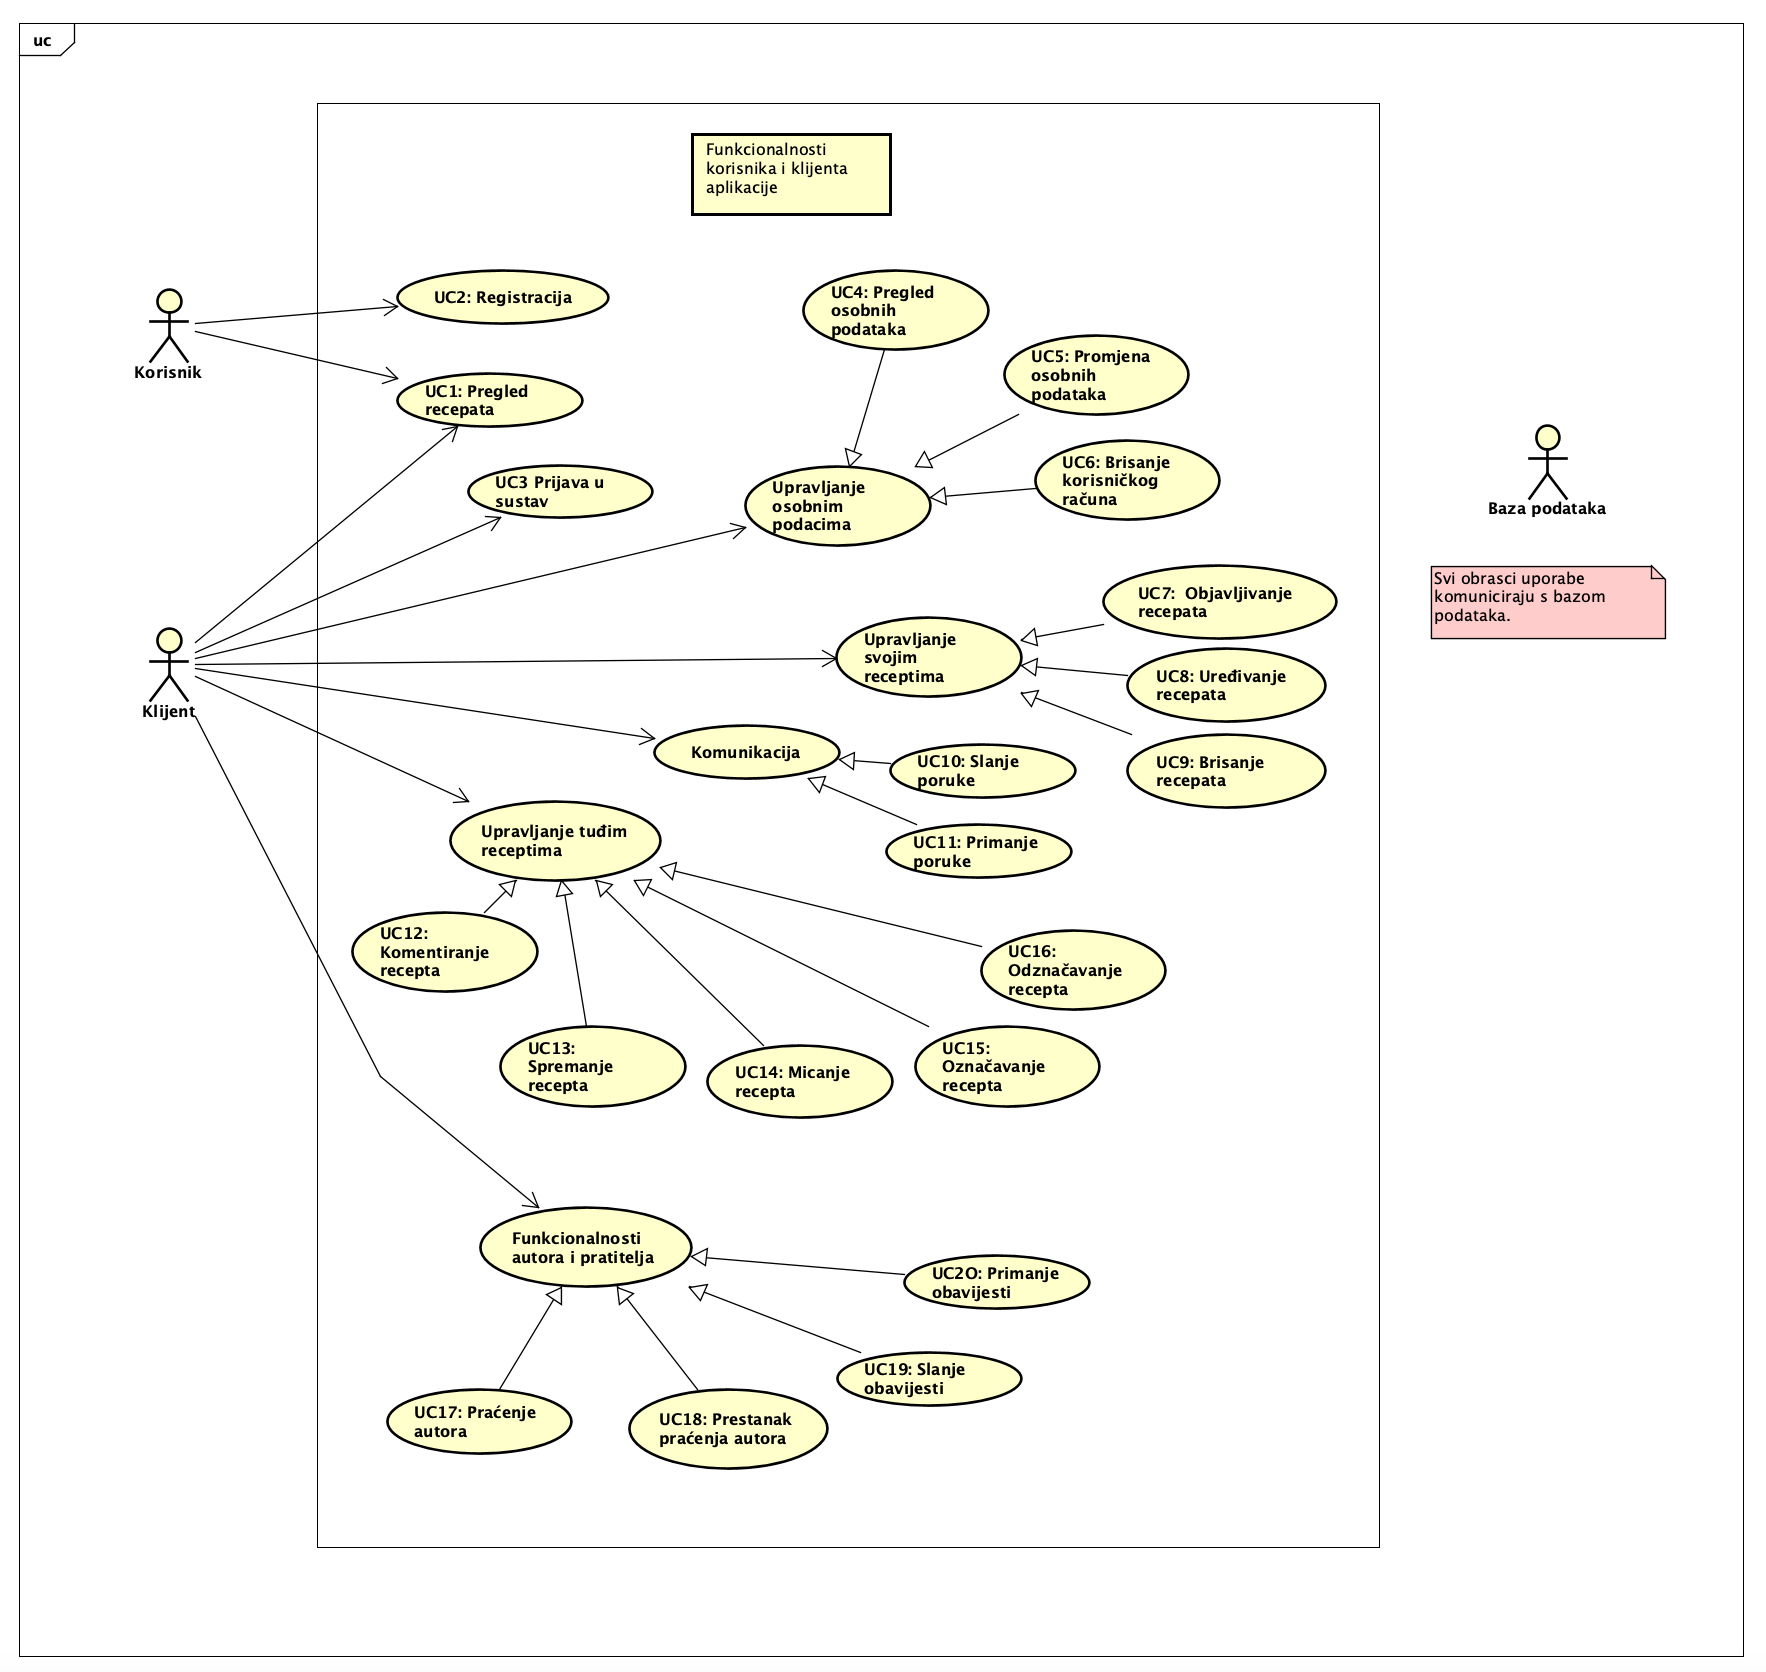 uc
Funkcionalnosti
korisnika i klijenta
aplikacije
UC2: Registracija
Korisnik
UC1: Pregled
recepata
UC3 Prijava u
sustav
UC4: Pregled
osobnih
podataka
UC5: Promjena
osobnih
podataka
UC6: Brisanje
korisničkog
računa
Upravljanje
osobnim
podacima
Baza podataka
Svi obrasci uporabe
komuniciraju s bazom
podataka.
Klijent
Upravljanje
svojim
receptima
UC7:  Objavljivanje
recepata
UC8: Uređivanje
recepata
UC9: Brisanje
recepata
Komunikacija
UC10: Slanje
poruke
UC11: Primanje
poruke
Upravljanje tuđim
receptima
UC12:
Komentiranje
recepta
UC13:
Spremanje
recepta
UC14: Micanje
recepta
UC15:
Označavanje
recepta
UC16:
Odznačavanje
recepta
Funkcionalnosti
autora i pratitelja
UC2O: Primanje
obavijesti
UC19: Slanje
obavijesti
UC17: Praćenje
autora
UC18: Prestanak
praćenja autora